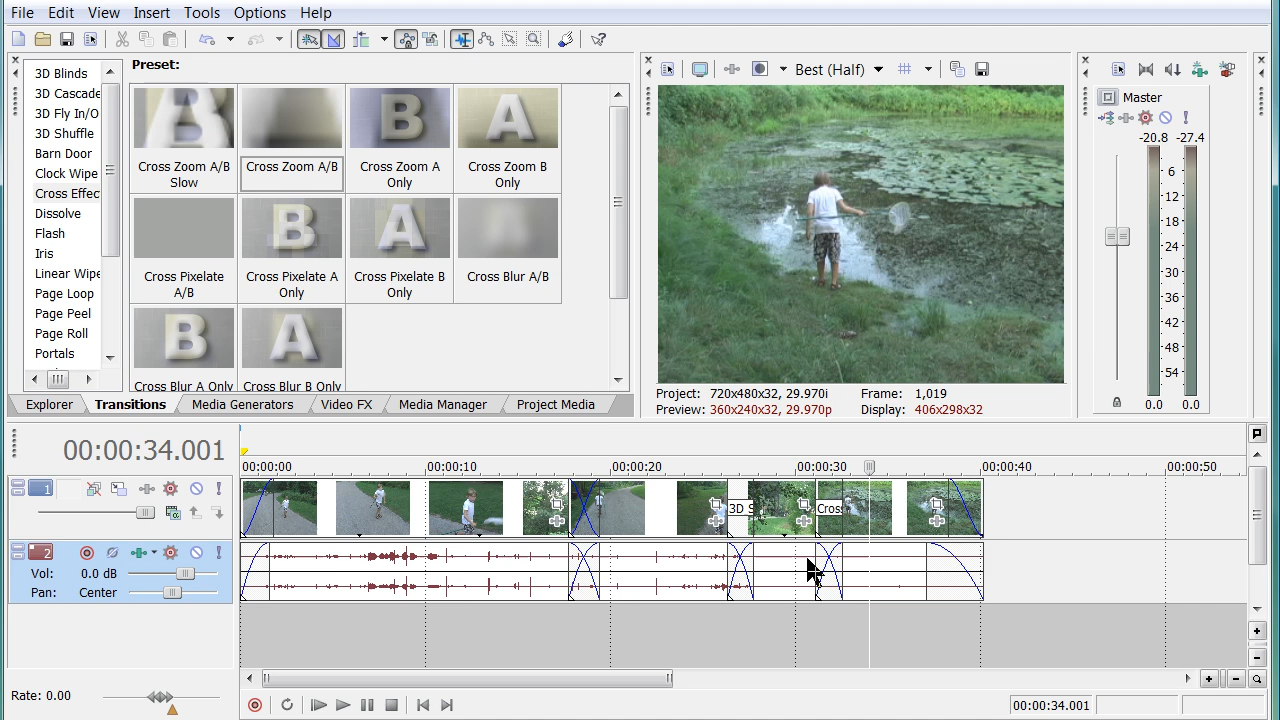 File Edit View Insert Tools Options Help
Preset:
3D Blinds
3D Cascade
3D Fly In/O
3D Shuffle
Barn Door
Clock Wipe
Cross Effec
Dissolve
Flash
Iris
Linear Wipe
Page Loop
Page Peel
Page Roll
Portals
Cross Zoom A/B Slow
Cross Zoom A/B
Cross Zoom A Only
Cross Zoom B Only
Cross Pixelate A/B
Cross Pixelate A Only
Cross Pixelate B Only
Cross Blur A/B
Cross Blur A Only
Cross Blur B Only
Explorer Transitions Media Generators Video FX Media Manager Project Media
Best (Half)
Project: 720x480x32, 29.970i Frame: 1,019
Preview: 360x240x32, 29.970p Display: 406x298x32
Master
-20.8 -27.4
6
12
18
24
30
36
42
48
54
0.0 0.0
00:00:34.001
00:00:00 00:00:10 00:00:20 00:00:30 00:00:40 00:00:50
1
3D S
Cross
2
Vol: 0.0 dB
Pan: Center
Rate: 0.00
00:00:34.001